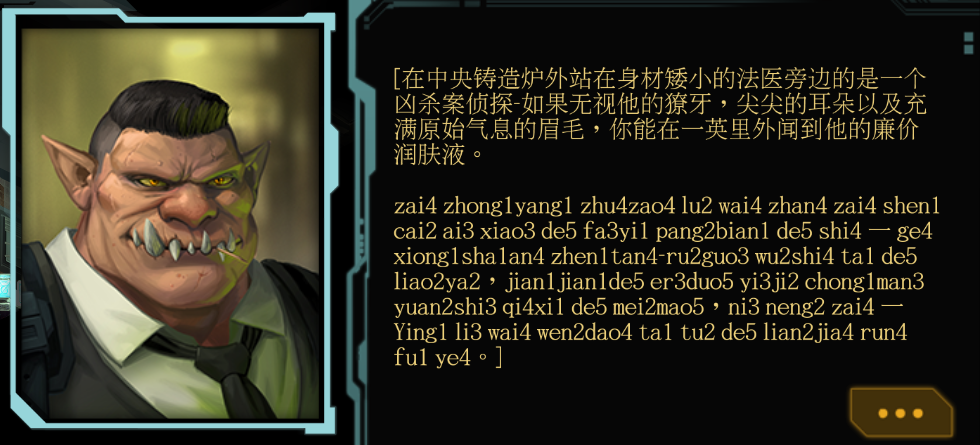 [在中央铸造炉外站在身材矮小的法医旁边的是一个
凶杀案侦探-如果无视他的獠牙，尖尖的耳朵以及充
满原始气息的眉毛，你能在一英里外闻到他的廉价
润肤液。
zai4 zhong1yang1 zhu4zao4 lu2 wai4 zhan4 zai4 shen1
cai2 ai3 xiao3 de5 fa3yi1 pang2bian1 de5 shi4 一 ge4
xiong1sha1an4 zhen1tan4-ru2guo3 wu2shi4 ta1 de5
liao2ya2，jian1jian1de5 er3duo5 yi3ji2 chong1man3
yuan2shi3 qi4xi1 de5 mei2mao5，ni3 neng2 zai4 一
Ying1 li3 wai4 wen2dao4 ta1 tu2 de5 lian2jia4 run4
fu1 ye4。]